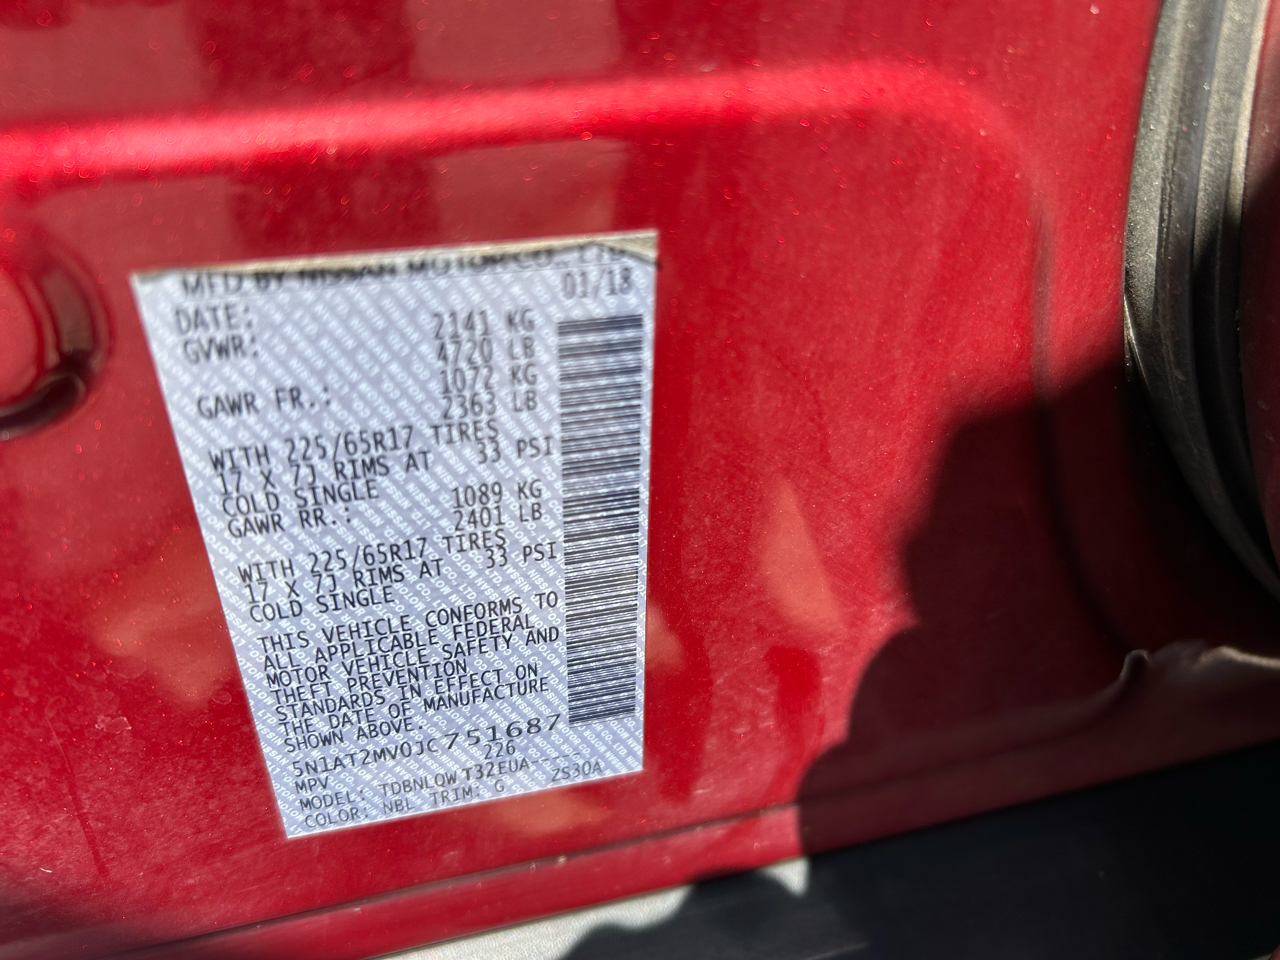 MFD BY NISSAN MOTOR CO., LTD.
DATE: 01/18
GVWR: 2141 KG
4720 LB
GAWR FR.: 1072 KG
2363 LB
WITH 225/65R17 TIRES
17 X 7J RIMS AT 33 PSI
COLD SINGLE
GAWR RR.: 1089 KG
2401 LB
WITH 225/65R17 TIRES
17 X 7J RIMS AT 33 PSI
COLD SINGLE
THIS VEHICLE CONFORMS TO
ALL APPLICABLE FEDERAL
MOTOR VEHICLE SAFETY AND
THEFT PREVENTION
STANDARDS IN EFFECT ON
THE DATE OF MANUFACTURE
SHOWN ABOVE.
5N1AT2MV0JC751687
MPV 226
MODEL: TDBNLQWT32EUA-----
COLOR: NBL TRIM: G ZS30A